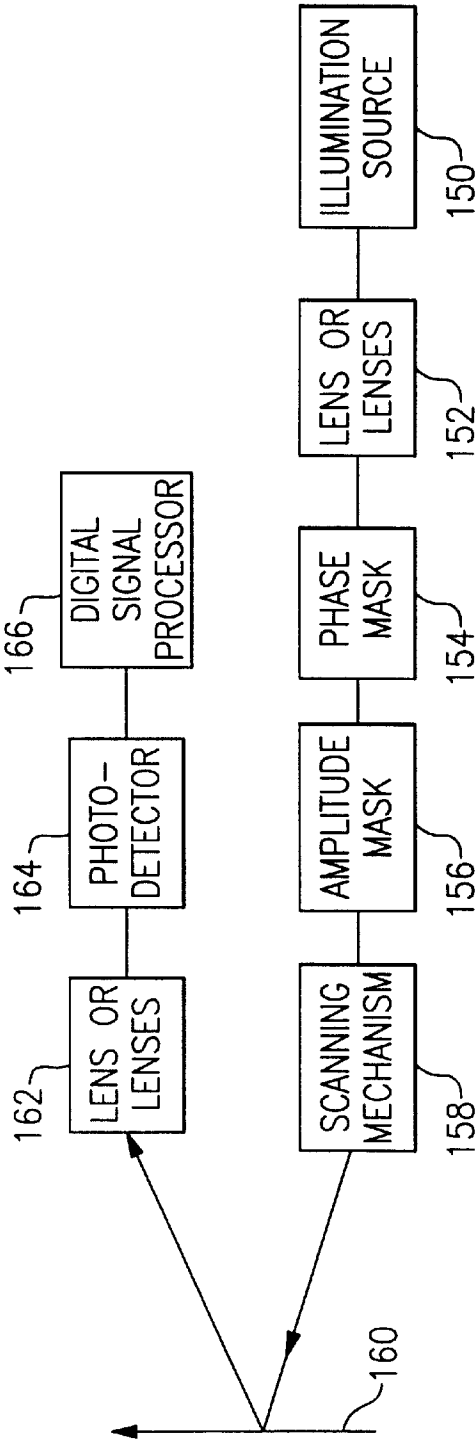 166
DIGITAL
SIGNAL
PROCESSOR
164
PHOTO-
DETECTOR
162
LENS OR
LENSES
ILLUMINATION
SOURCE
150
LENS OR
LENSES
152
PHASE
MASK
154
AMPLITUDE
MASK
156
SCANNING
MECHANISM
158
160